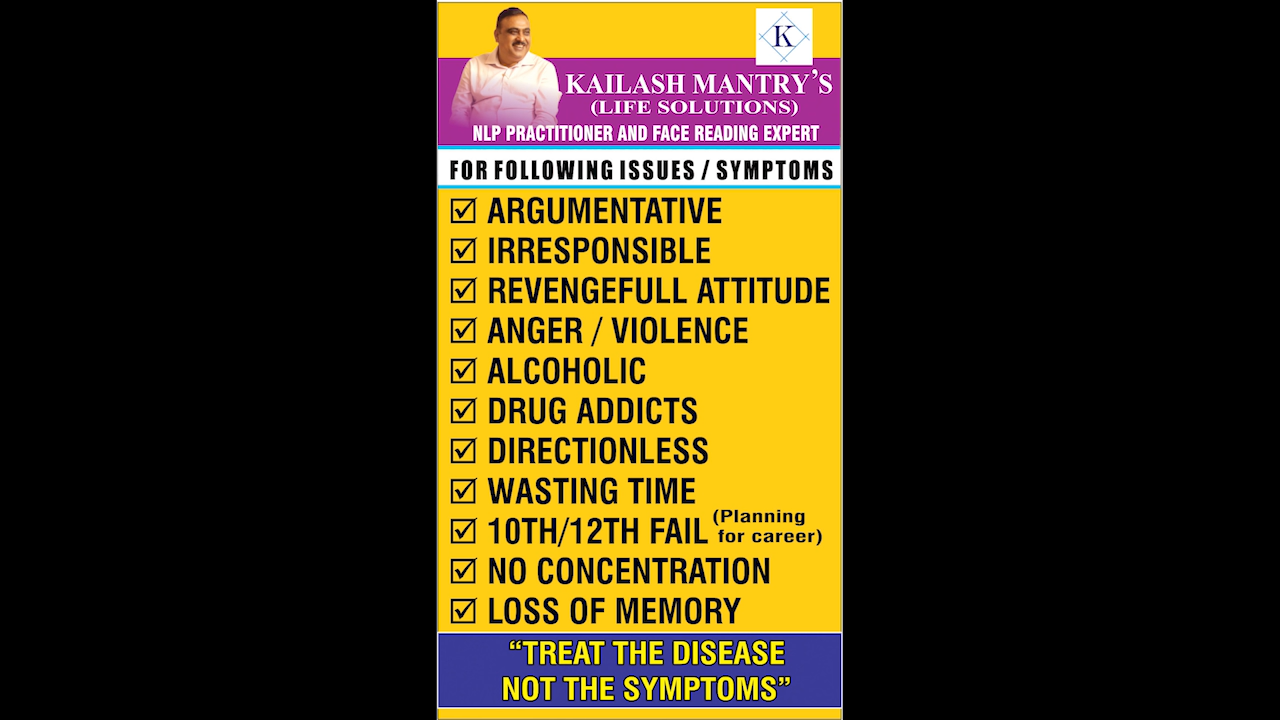 K
KAILASH MANTRY'S
(LIFE SOLUTIONS)
NLP PRACTITIONER AND FACE READING EXPERT
FOR FOLLOWING ISSUES / SYMPTOMS
ARGUMENTATIVE
IRRESPONSIBLE
REVENGEFULL ATTITUDE
ANGER / VIOLENCE
ALCOHOLIC
DRUG ADDICTS
DIRECTIONLESS
WASTING TIME
10TH/12TH FAIL (Planning
for career)
NO CONCENTRATION
LOSS OF MEMORY
“TREAT THE DISEASE
NOT THE SYMPTOMS”